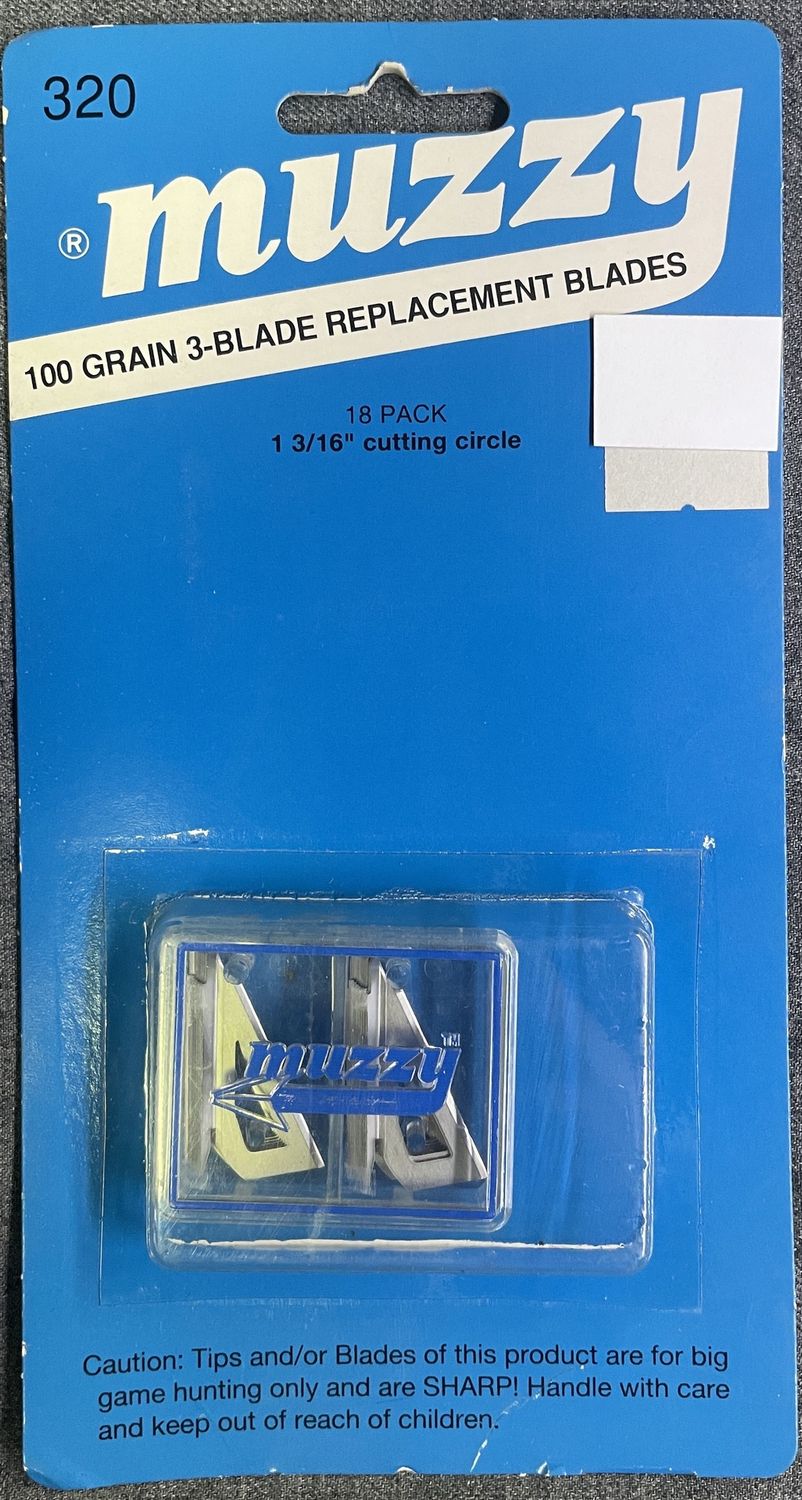 320
muzzy
®
100 GRAIN 3-BLADE REPLACEMENT BLADES
18 PACK
1 3/16" cutting circle
muzzy™
Caution: Tips and/or Blades of this product are for big
game hunting only and are SHARP! Handle with care
and keep out of reach of children.